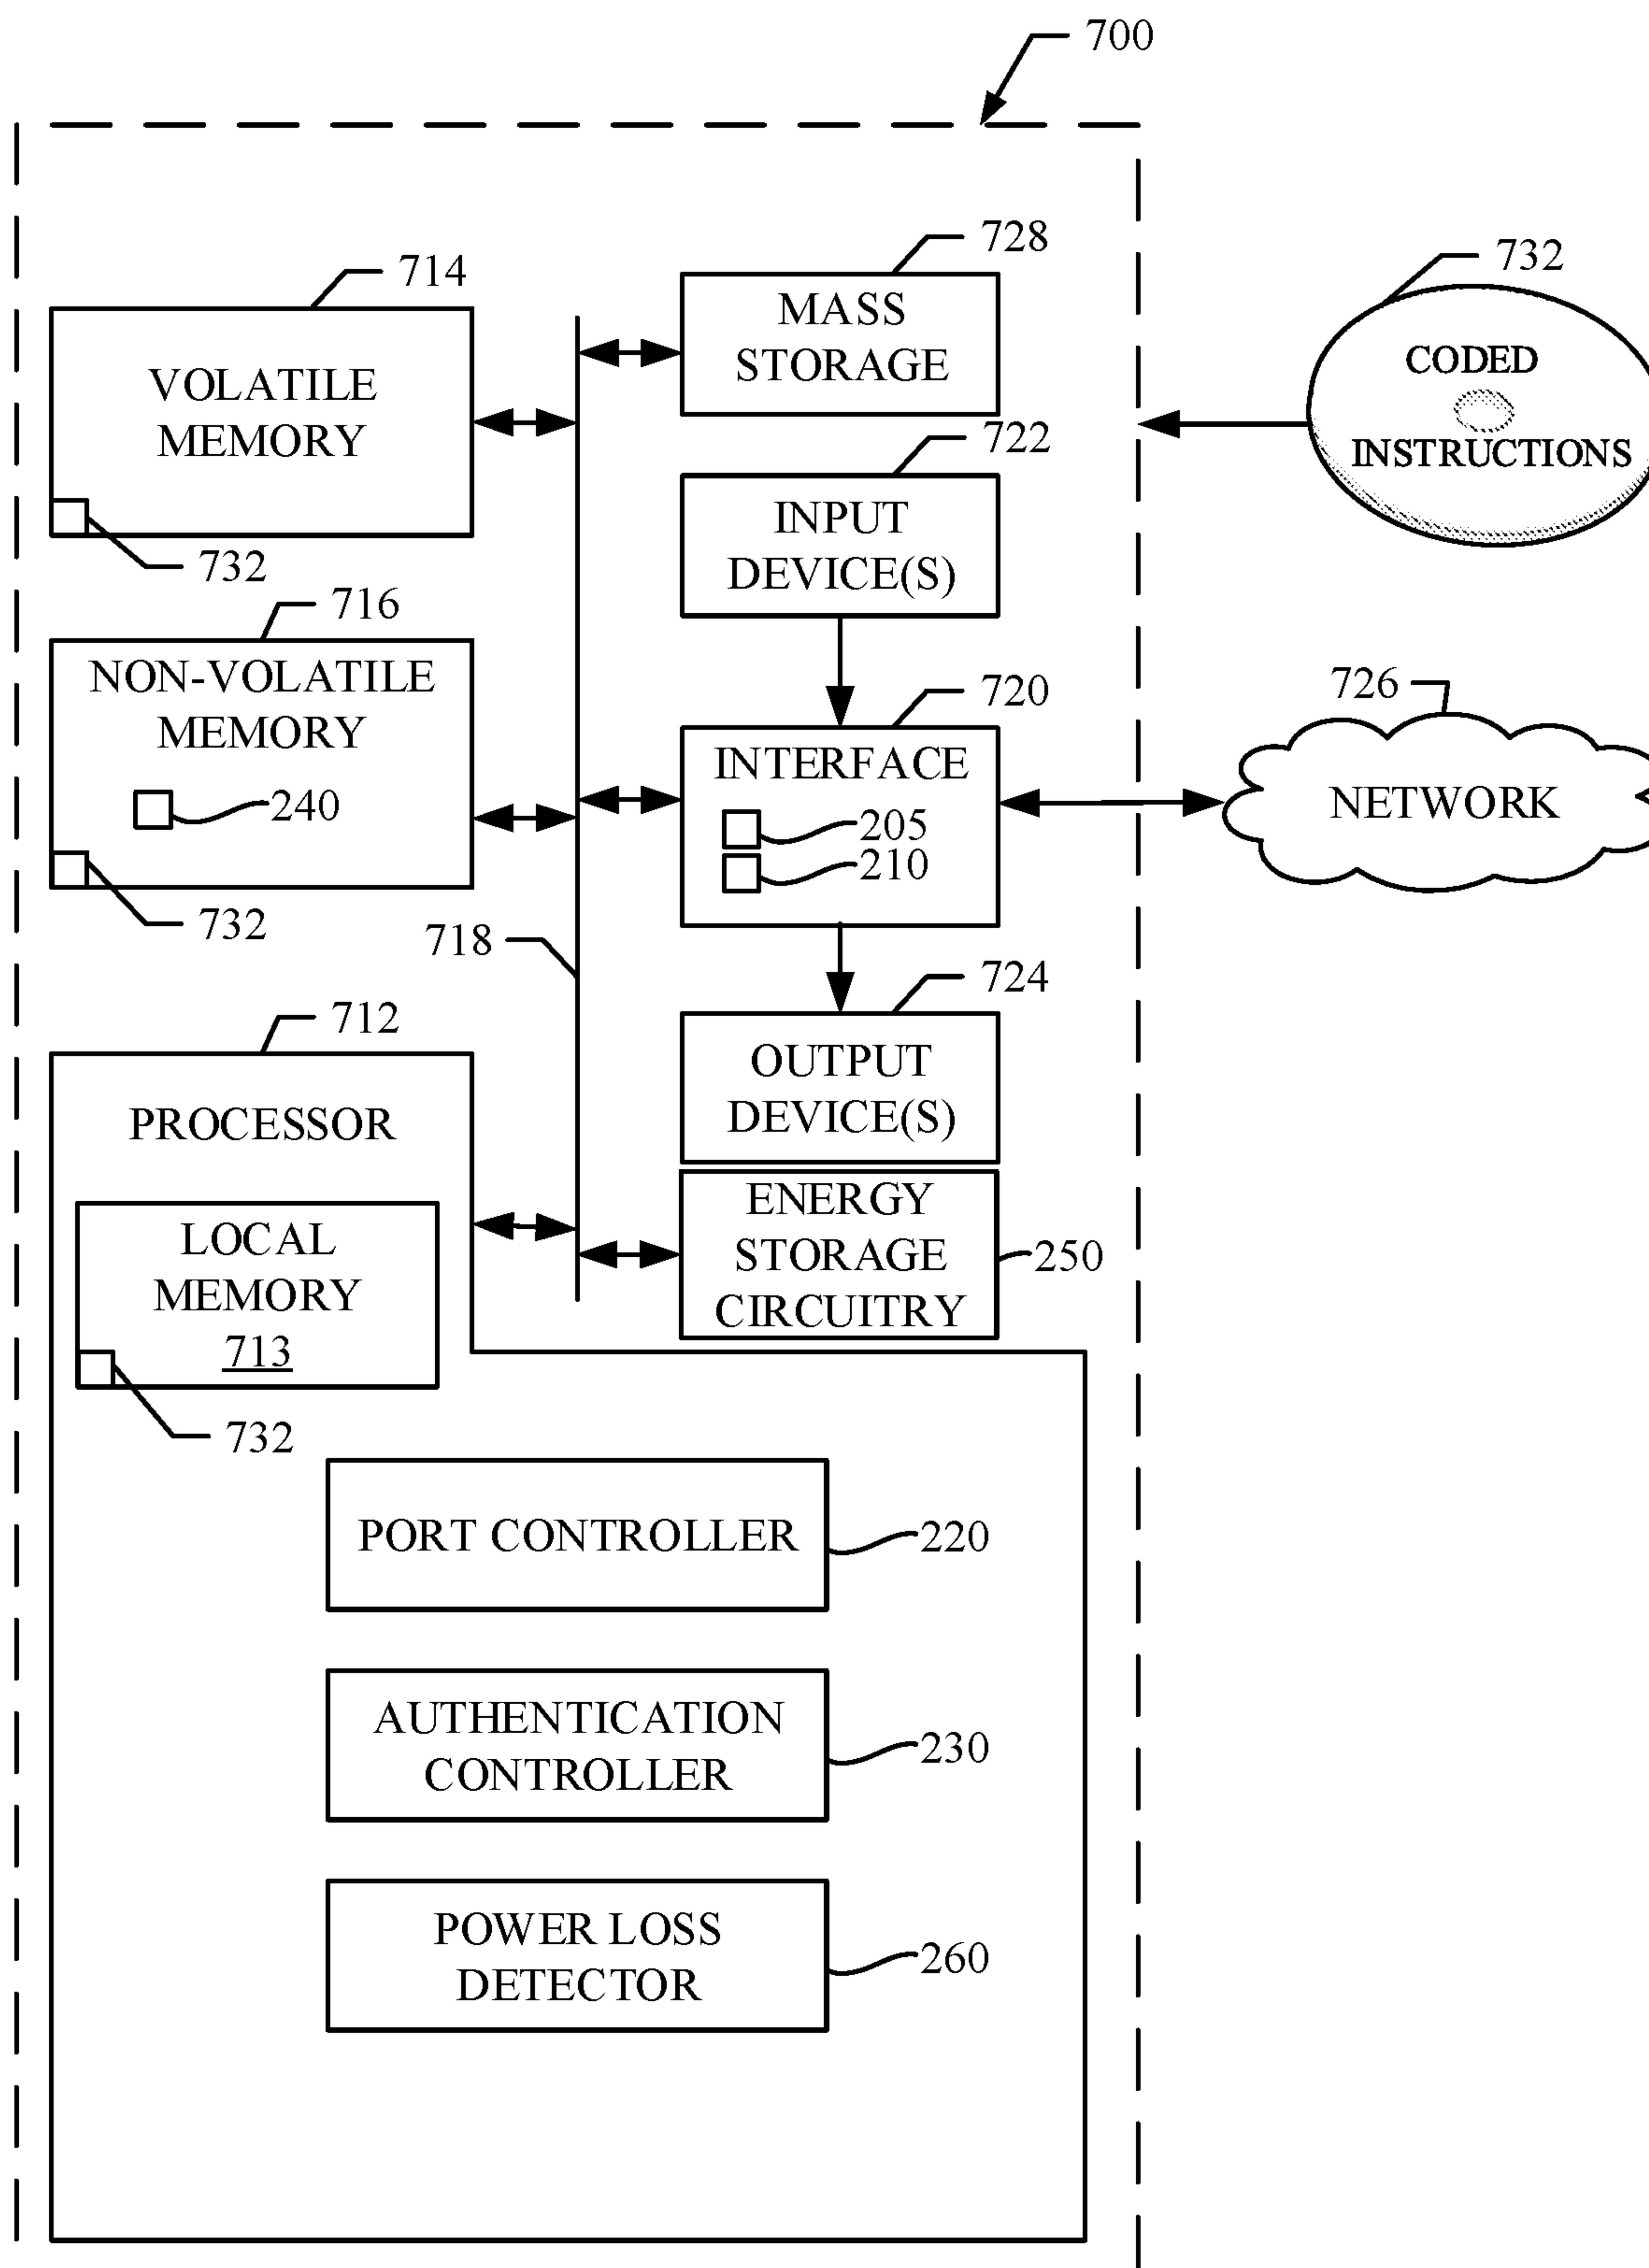 700
728
732
714
MASS
STORAGE
CODED
INSTRUCTIONS
VOLATILE
MEMORY
722
INPUT
DEVICE(S)
732
716
NON-VOLATILE
MEMORY
240
732
720
INTERFACE
205
210
726
NETWORK
718
724
OUTPUT
DEVICE(S)
712
PROCESSOR
LOCAL
MEMORY
713
732
ENERGY
STORAGE
CIRCUITRY
250
PORT CONTROLLER
220
AUTHENTICATION
CONTROLLER
230
POWER LOSS
DETECTOR
260